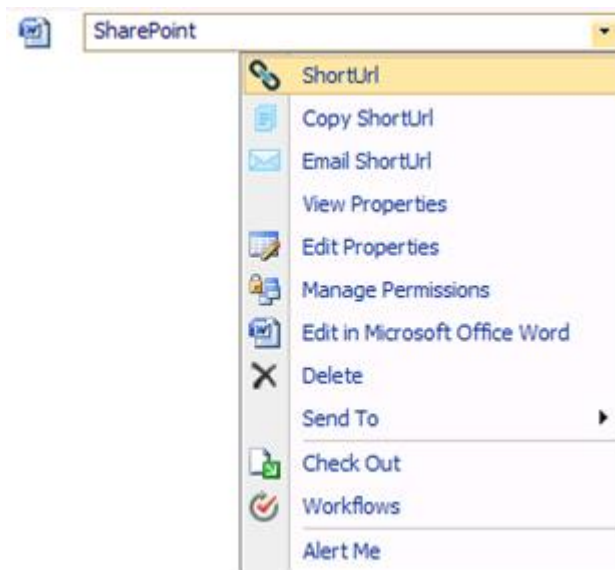 SharePoint
ShortUrl
Copy ShortUrl
Email ShortUrl
View Properties
Edit Properties
Manage Permissions
Edit in Microsoft Office Word
Delete
Send To
Check Out
Workflows
Alert Me